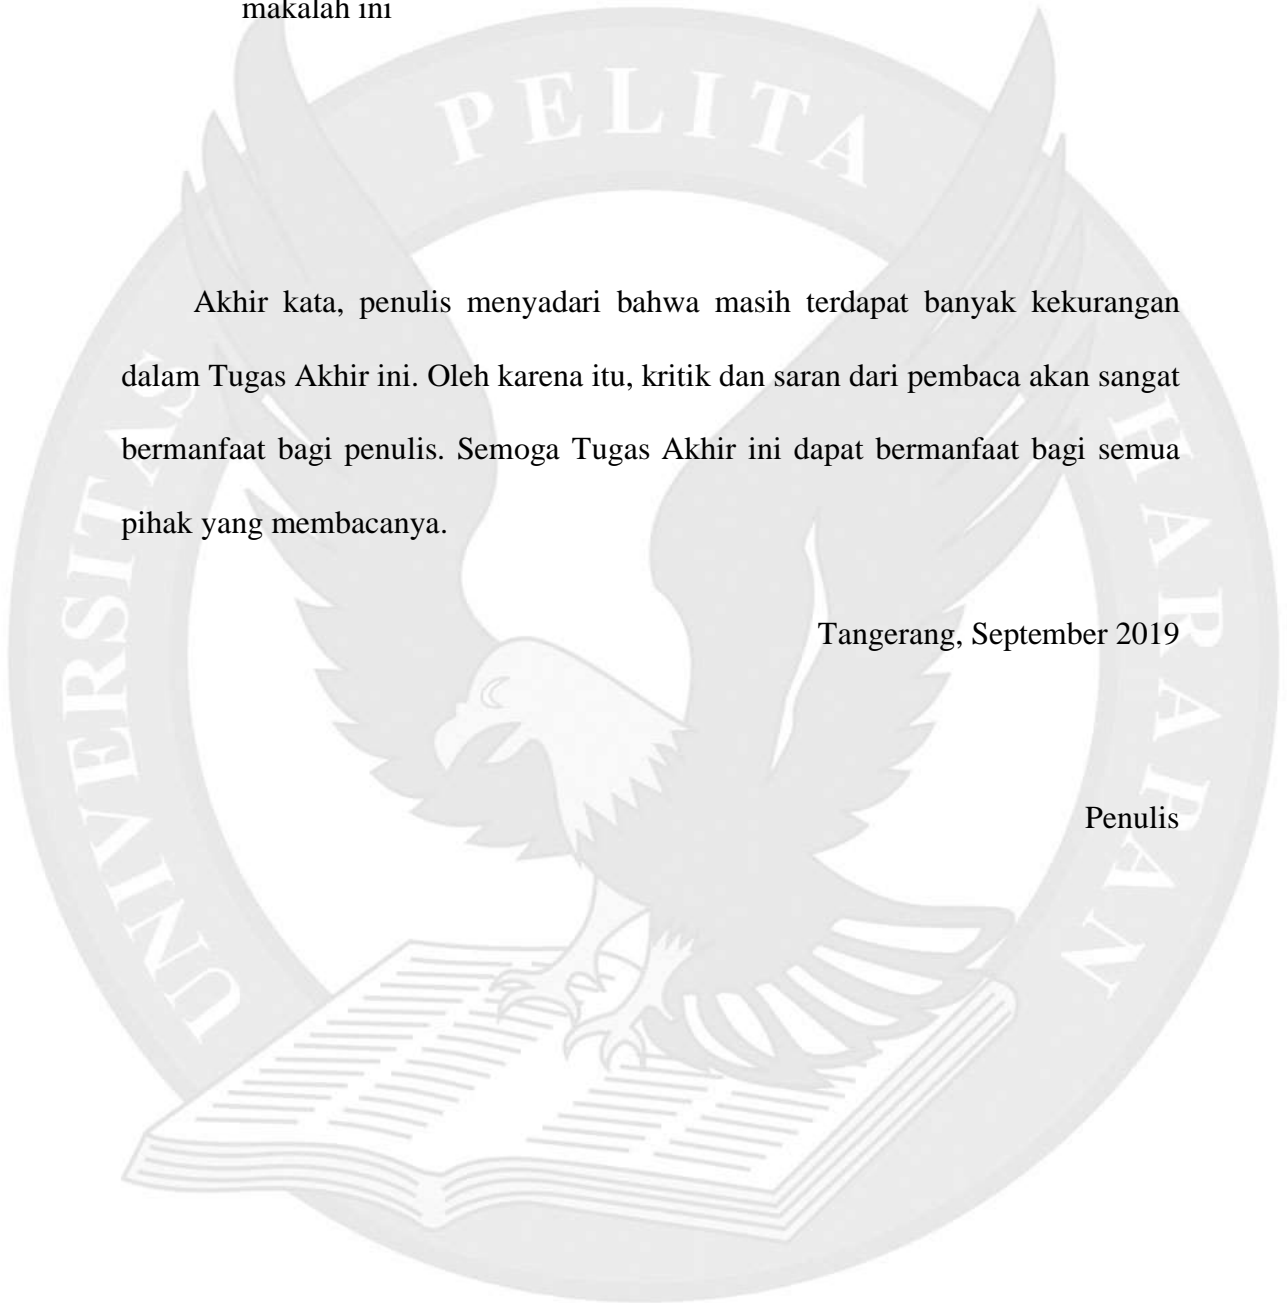 makalah ini
PELITA
Akhir kata, penulis menyadari bahwa masih terdapat banyak kekurangan
dalam Tugas Akhir ini. Oleh karena itu, kritik dan saran dari pembaca akan sangat
bermanfaat bagi penulis. Semoga Tugas Akhir ini dapat bermanfaat bagi semua
pihak yang membacanya.
UNIVERSITAS
HARAPAN
Tangerang, September 2019
Penulis